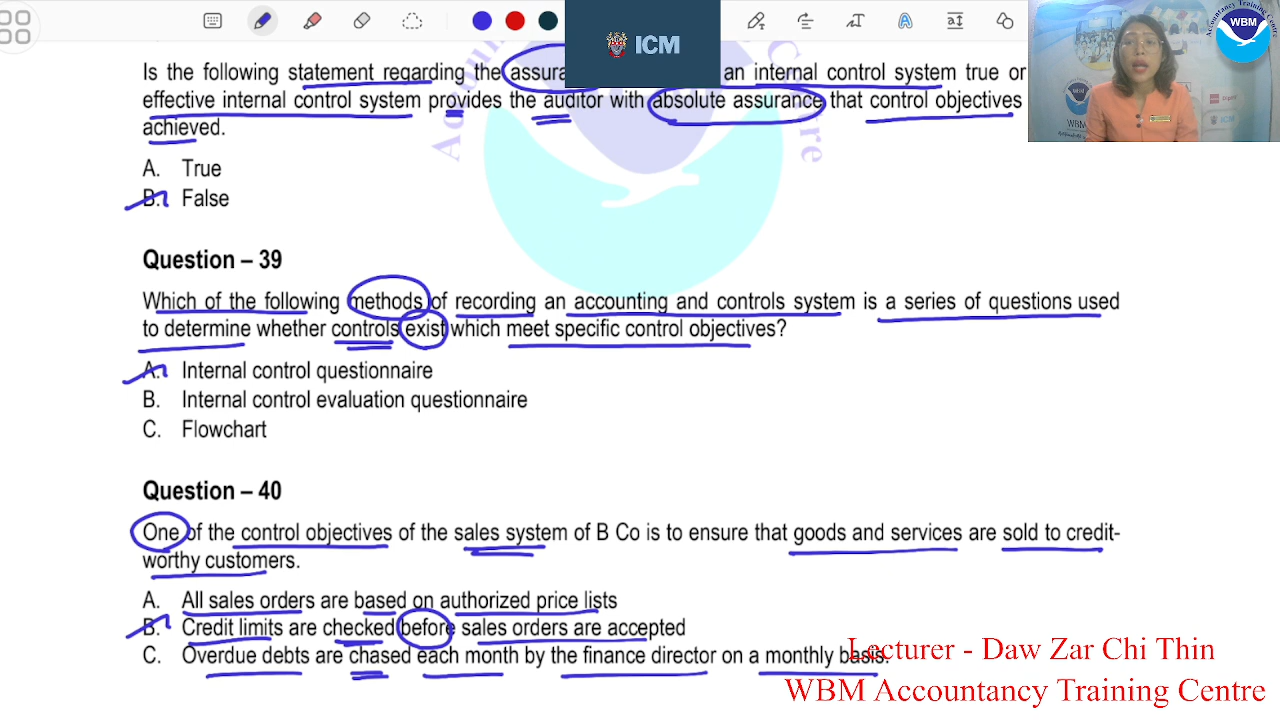 ICM
Accountancy Training Centre
WBM
Is the following statement regarding the assura an internal control system true or
effective internal control system provides the auditor with absolute assurance that control objectives
achieved.
A. True
B. False
Question – 39
Which of the following methods of recording an accounting and controls system is a series of questions used
to determine whether controls exist which meet specific control objectives?
A. Internal control questionnaire
B. Internal control evaluation questionnaire
C. Flowchart
Question – 40
One of the control objectives of the sales system of B Co is to ensure that goods and services are sold to credit-
worthy customers.
A. All sales orders are based on authorized price lists
B. Credit limits are checked before sales orders are accepted
C. Overdue debts are chased each month by the finance director on a monthly basis.
Lecturer - Daw Zar Chi Thin
WBM Accountancy Training Centre